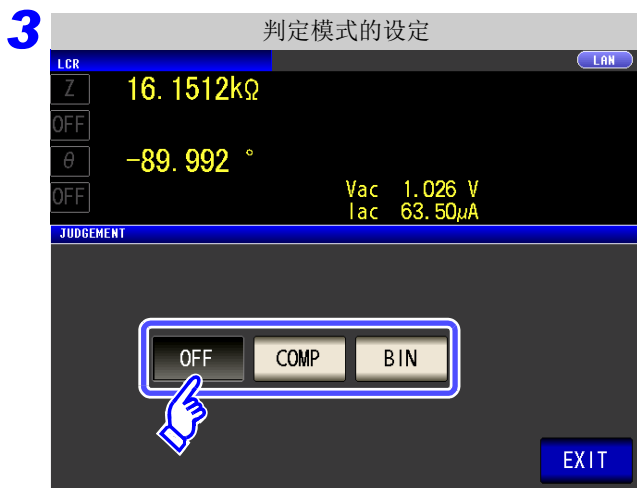 3
判定模式的设定
LCR
LAN
Z 16.1512kΩ
OFF
θ -89.992 °
OFF
Vac 1.026 V
Iac 63.50μA
JUDGEMENT
OFF COMP BIN
EXIT